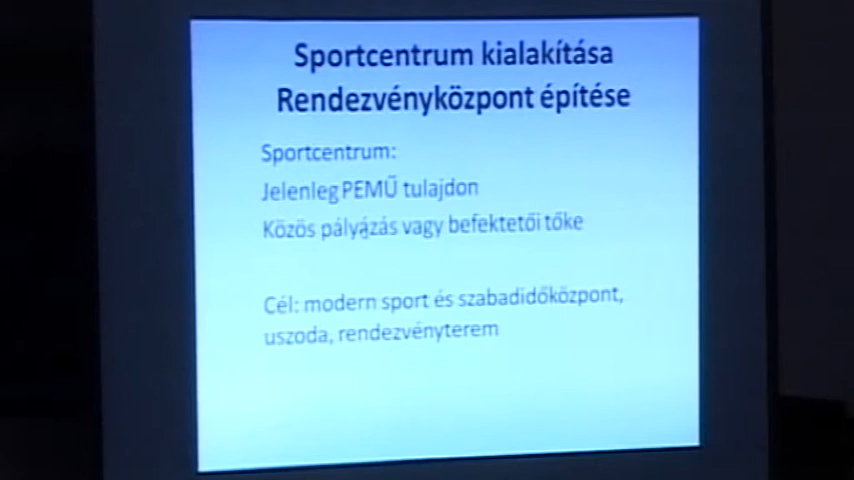 Sportcentrum kialakítása
Rendezvényközpont építése
Sportcentrum:
Jelenleg PEMÜ tulajdon
Közös pályázás vagy befektetői tőke
Cél: modern sport és szabadidőközpont,
uszoda, rendezvényterem